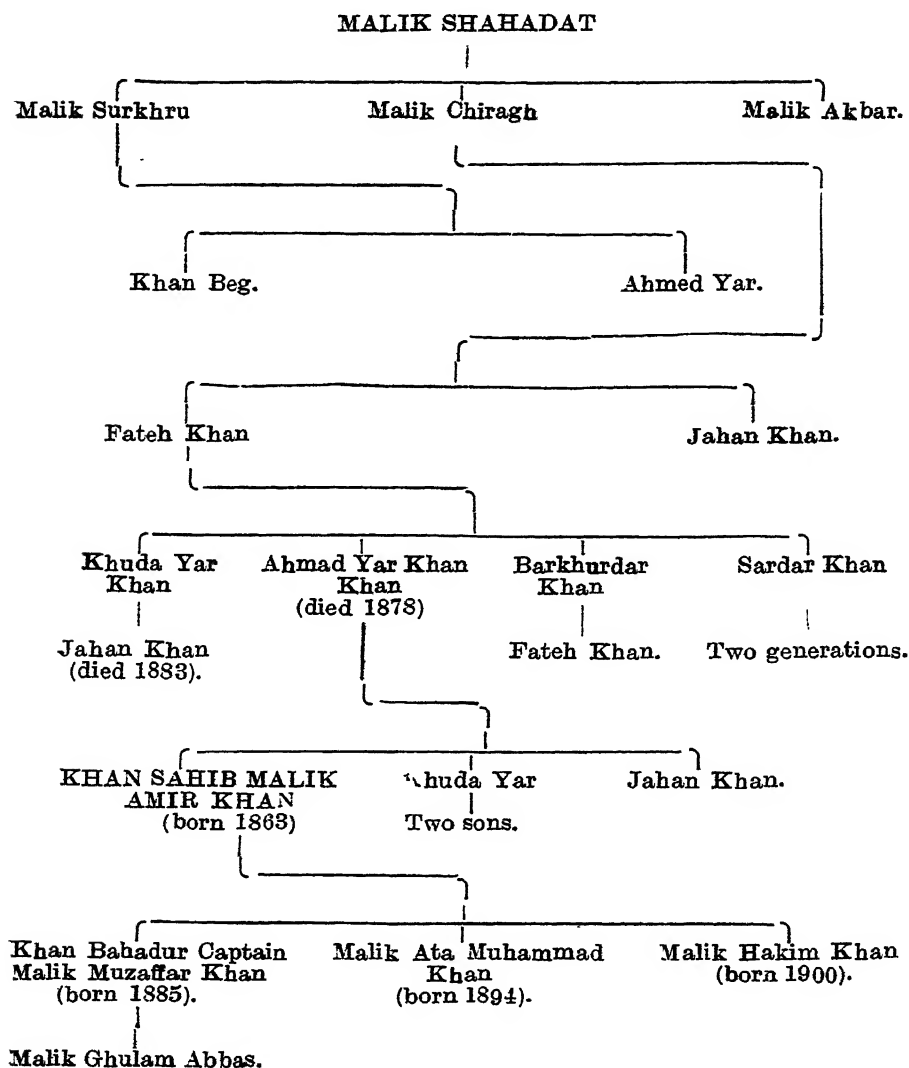 MALIK SHAHADAT
Malik Surkhru
Malik Chiragh
Malik Akbar.
Khan Beg.
Ahmed Yar.
Fateh Khan
Jahan Khan.
Khuda Yar
Khan
Ahmad Yar Khan
Khan
(died 1878)
Barkhurdar
Khan
Sardar Khan
Jahan Khan
(died 1883).
Fateh Khan.
Two generations.
KHAN SAHIB MALIK
AMIR KHAN
(born 1863)
Khuda Yar
Jahan Khan.
Two sons.
Khan Bahadur Captain
Malik Muzaffar Khan
(born 1885).
Malik Ata Muhammad
Khan
(born 1894).
Malik Hakim Khan
(born 1900).
Malik Ghulam Abbas.